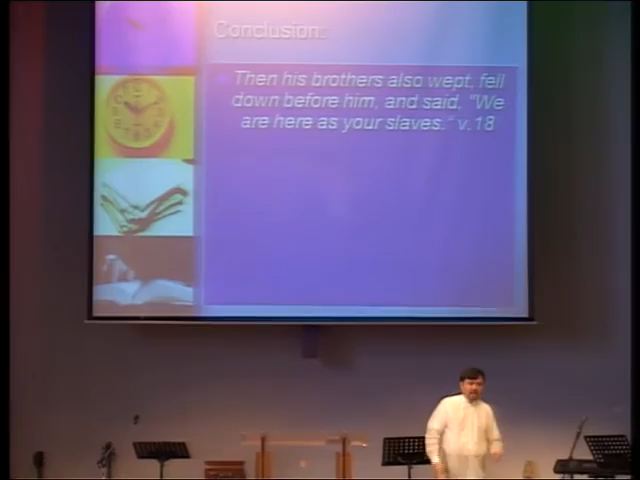 Conclusion:
Then his brothers also wept, fell
down before him, and said, "We
are here as your slaves." v.18